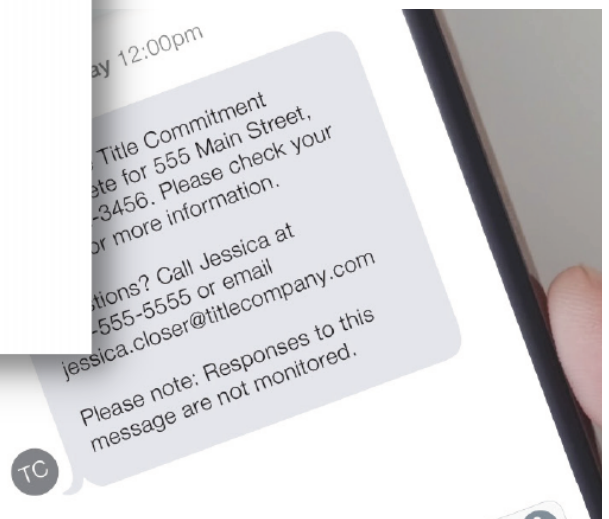 12:00pm
Title Commitment
for 555 Main Street,
-3456. Please check your
more information.
Call Jessica at
-555-5555 or email
jessica.closer@titlecompany.com
Please note: Responses to this
message are not monitored.
TC